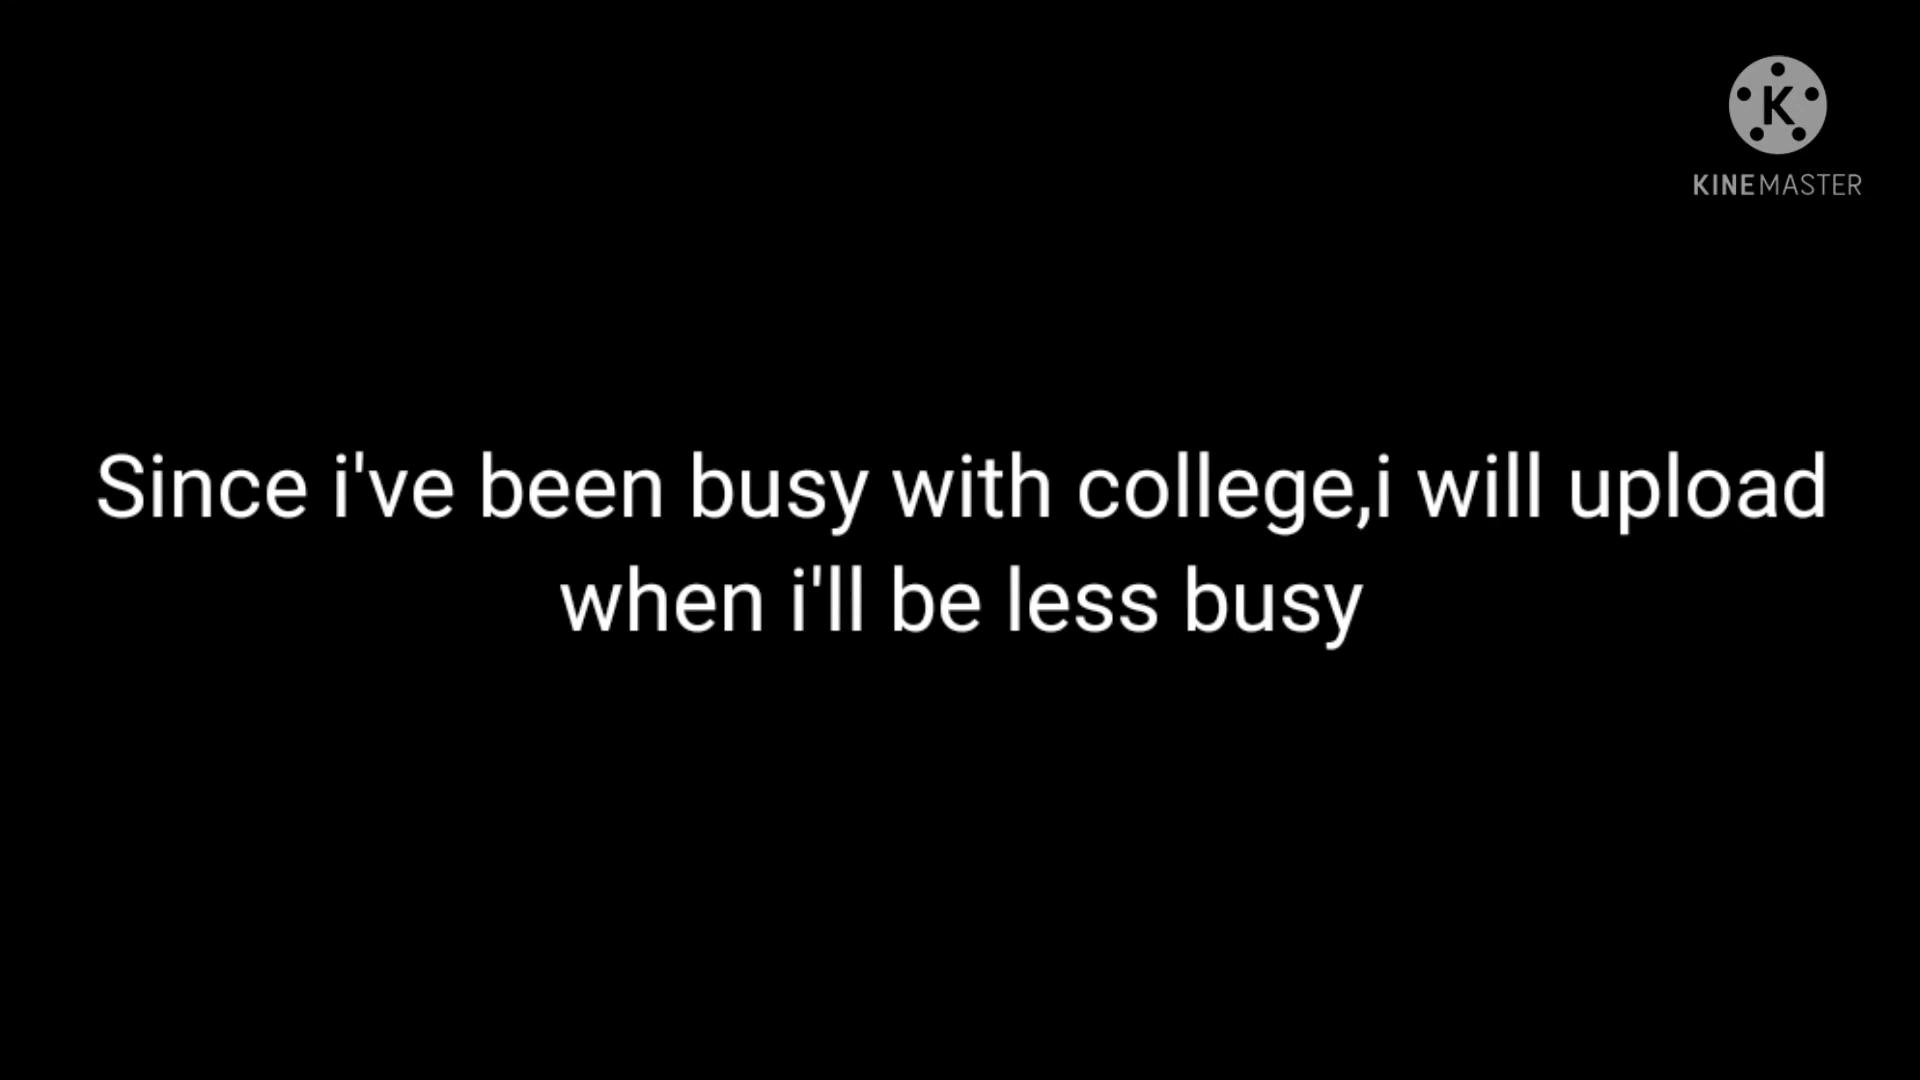 K
KINEMASTER
Since i've been busy with college,i will upload
when i'll be less busy